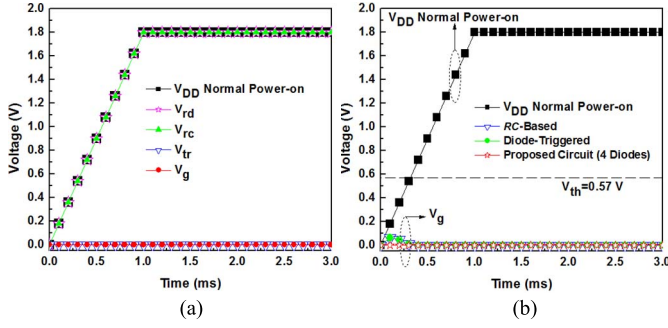 (a)
2.0
1.8
1.6
1.4
1.2
1.0
0.8
0.6
0.4
0.2
0.0
Voltage (V)
VDD Normal Power-on
Vrd
Vrc
Vtr
Vg
0.0 0.5 1.0 1.5 2.0 2.5 3.0
Time (ms)
(a)
(b)
2.0
1.8
1.6
1.4
1.2
1.0
0.8
0.6
0.4
0.2
0.0
Voltage (V)
VDD Normal Power-on
VDD Normal Power-on
RC-Based
Diode-Triggered
Proposed Circuit (4 Diodes)
Vth=0.57 V
Vg
0.0 0.5 1.0 1.5 2.0 2.5 3.0
Time (ms)
(b)